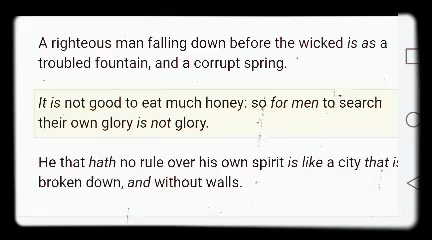 A righteous man falling down before the wicked is as a
troubled fountain, and a corrupt spring.
It is not good to eat much honey: so for men to search
their own glory is not glory.
He that hath no rule over his own spirit is like a city that is
broken down, and without walls.